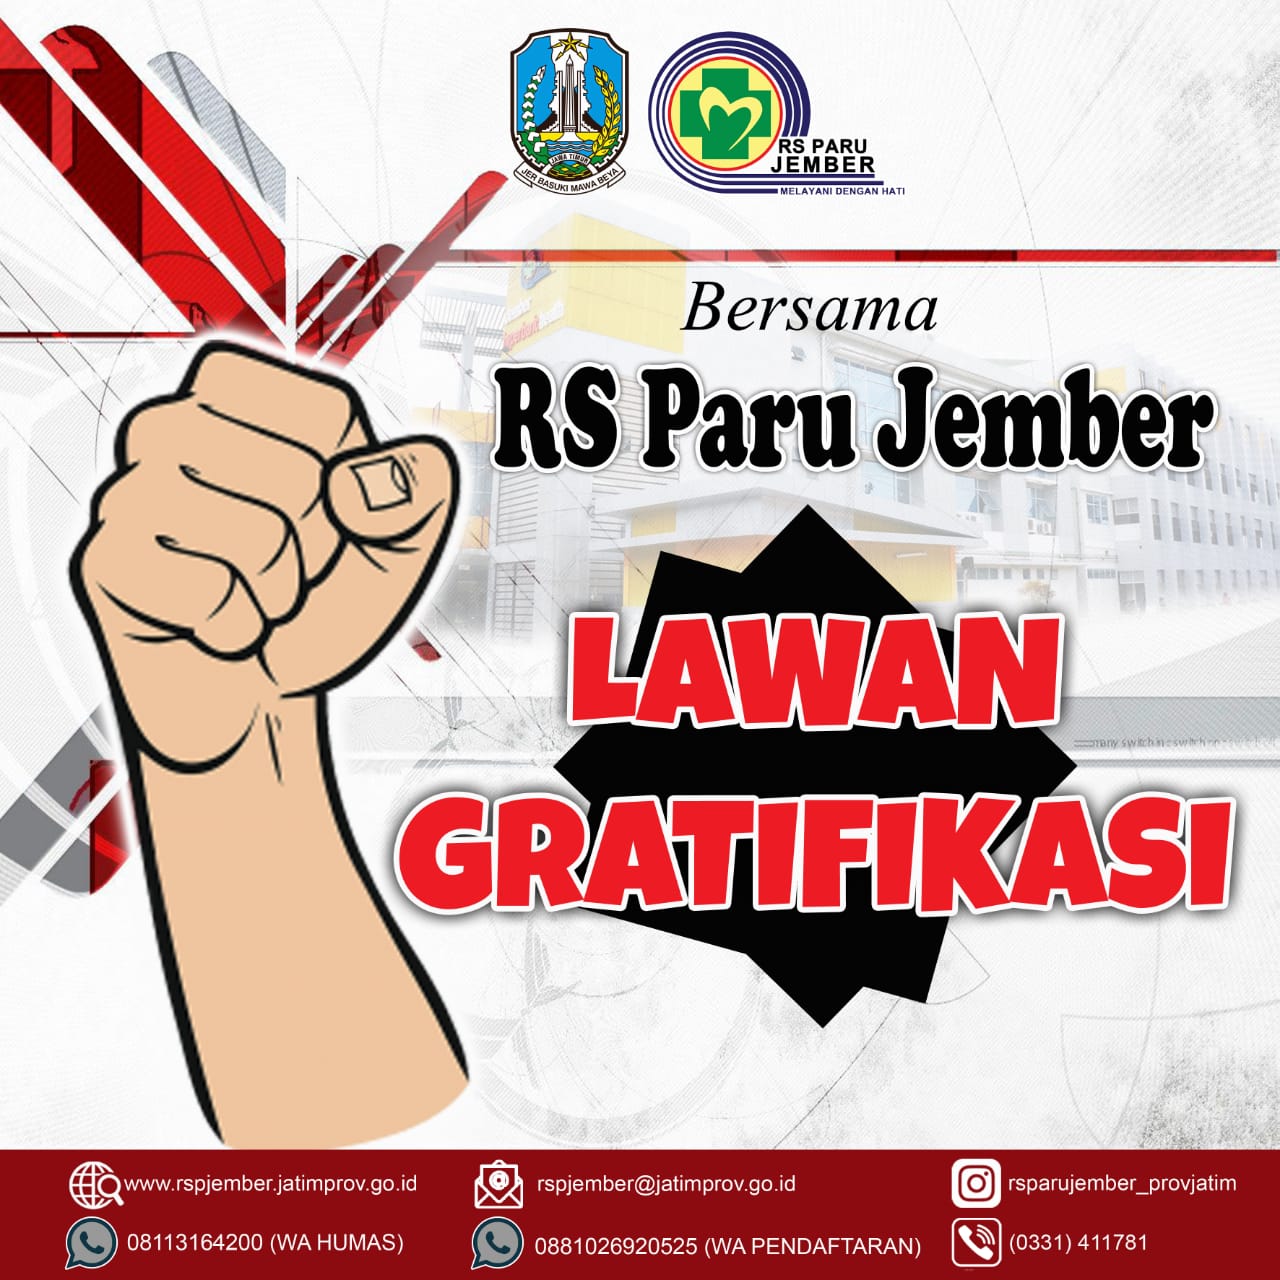 JAWA TIMUR
JER BASUKI MAWA BEYA
RS PARU
JEMBER
MELAYANI DENGAN HATI
Bersama
RS Paru Jember
LAWAN
GRATIFIKASI
www.rspjember.jatimprov.go.id
rspjember@jatimprov.go.id
rsparujember_provjatim
08113164200 (WA HUMAS)
0881026920525 (WA PENDAFTARAN)
(0331) 411781